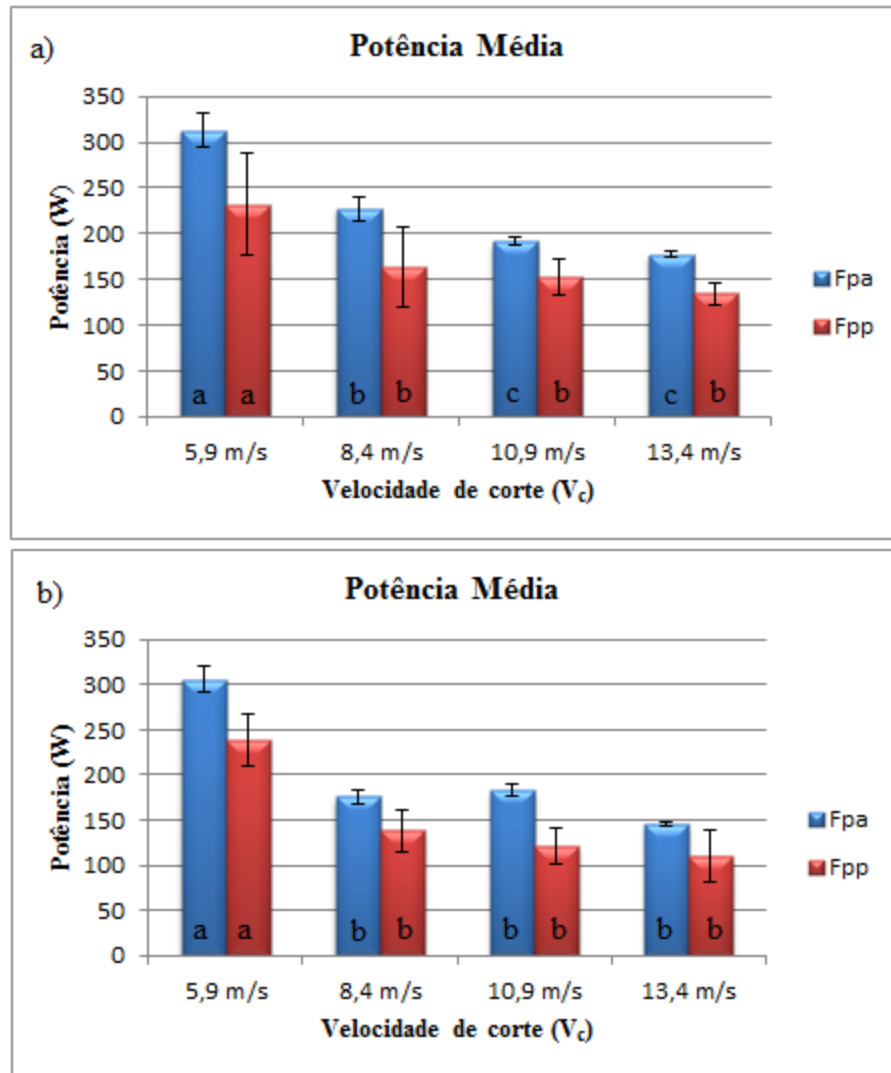 a)
Potência Média
Potência (W)
350
300
250
200
150
100
50
0
a a b b c b c b
5,9 m/s 8,4 m/s 10,9 m/s 13,4 m/s
Velocidade de corte (Vc)
Fpa
Fpp
b)
Potência Média
Potência (W)
350
300
250
200
150
100
50
0
a a b b b b b b
5,9 m/s 8,4 m/s 10,9 m/s 13,4 m/s
Velocidade de corte (Vc)
Fpa
Fpp